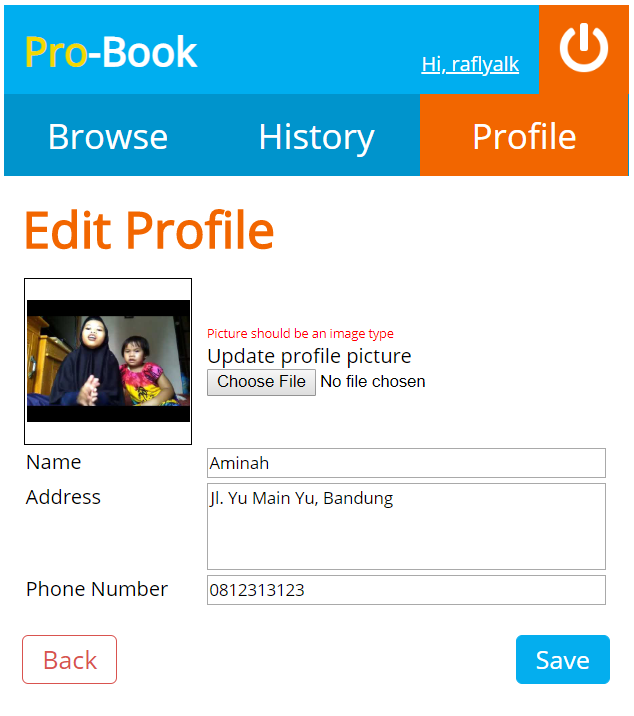 Pro-Book
Hi, raflyalk
Browse History Profile
Edit Profile
Picture should be an image type
Update profile picture
Choose File No file chosen
Name Aminah
Address Jl. Yu Main Yu, Bandung
Phone Number 0812313123
Back Save